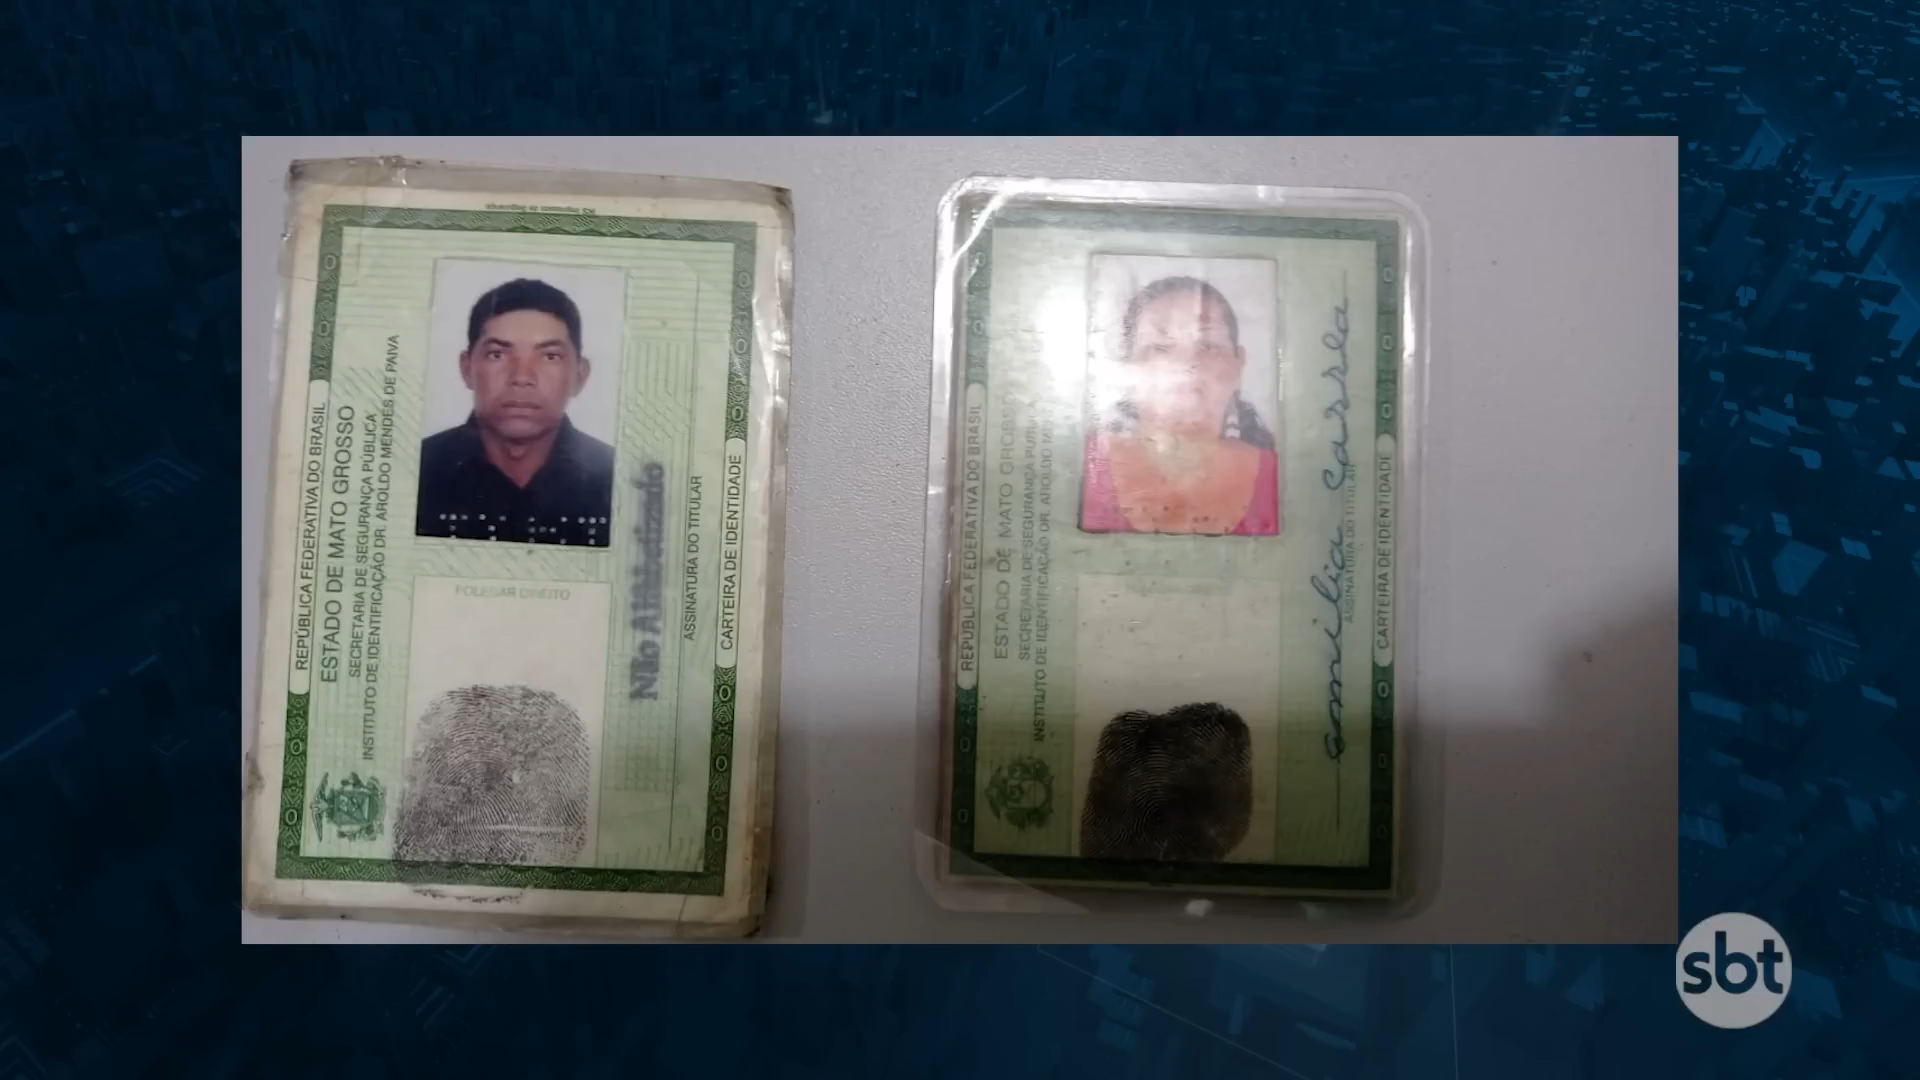 REPÚBLICA FEDERATIVA DO BRASIL
ESTADO DE MATO GROSSO
SECRETARIA DE SEGURANÇA PÚBLICA
INSTITUTO DE IDENTIFICAÇÃO DR. AROLDO MENDES DE PAIVA
POLEGAR DIREITO
Não Alfabetizado
ASSINATURA DO TITULAR
CARTEIRA DE IDENTIDADE
REPÚBLICA FEDERATIVA DO BRASIL
ESTADO DE MATO GROSSO
SECRETARIA DE SEGURANÇA
INSTITUTO DE IDENTIFICAÇÃO DR. AROLDO
ASSINATURA DO TITULAR
CARTEIRA DE IDENTIDADE
sbt